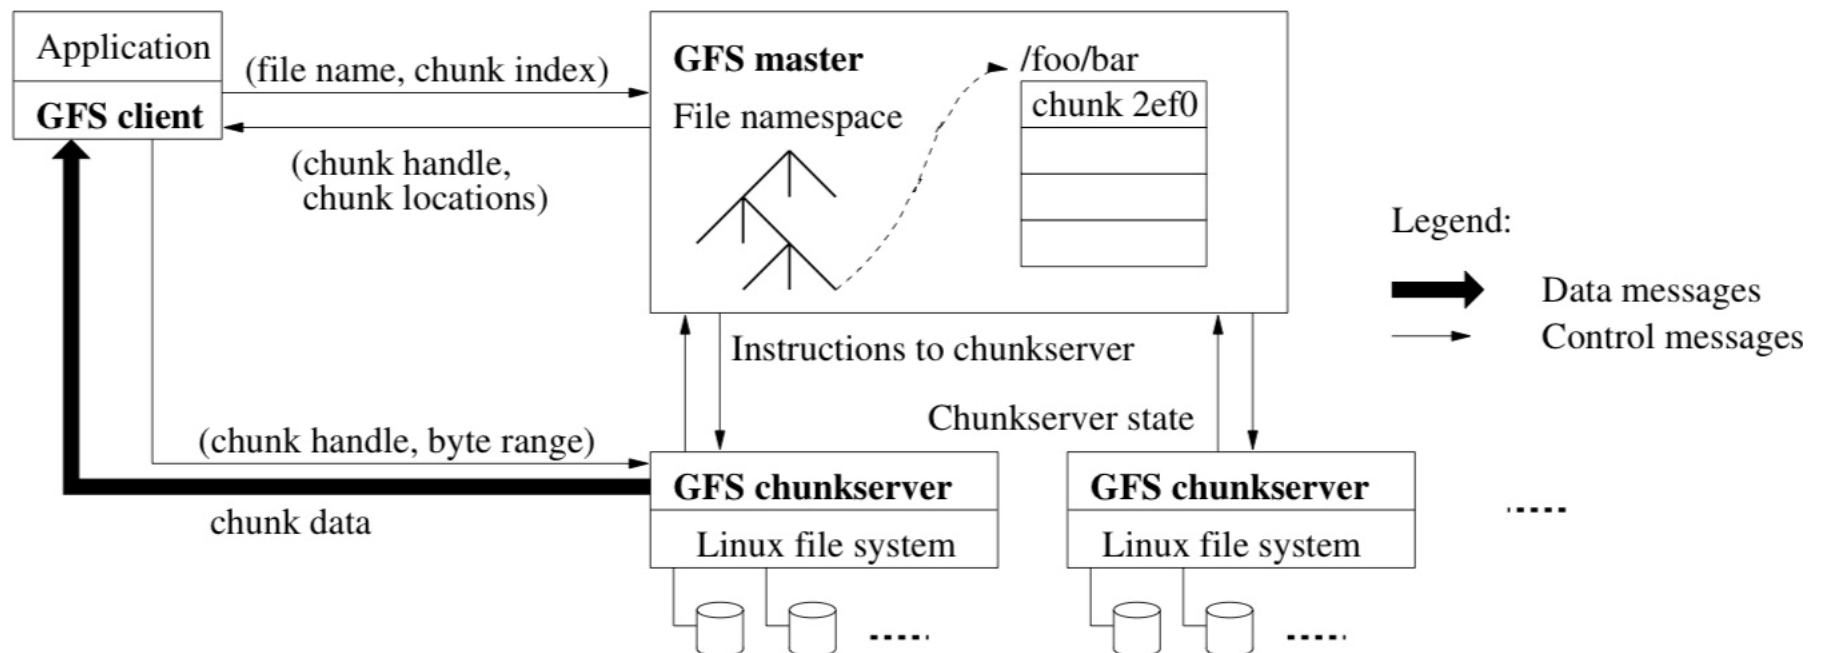 Application
GFS client
(file name, chunk index)
(chunk handle,
chunk locations)
GFS master
File namespace
/foo/bar
chunk 2ef0
Legend:
Data messages
Control messages
Instructions to chunkserver
Chunkserver state
(chunk handle, byte range)
chunk data
GFS chunkserver
Linux file system
GFS chunkserver
Linux file system